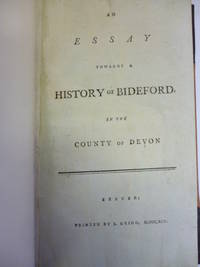 AN
ESSAY
TOWARDS A
HISTORY OF BIDEFORD,
IN THE
COUNTY OF DEVON
EXETER;
PRINTED BY